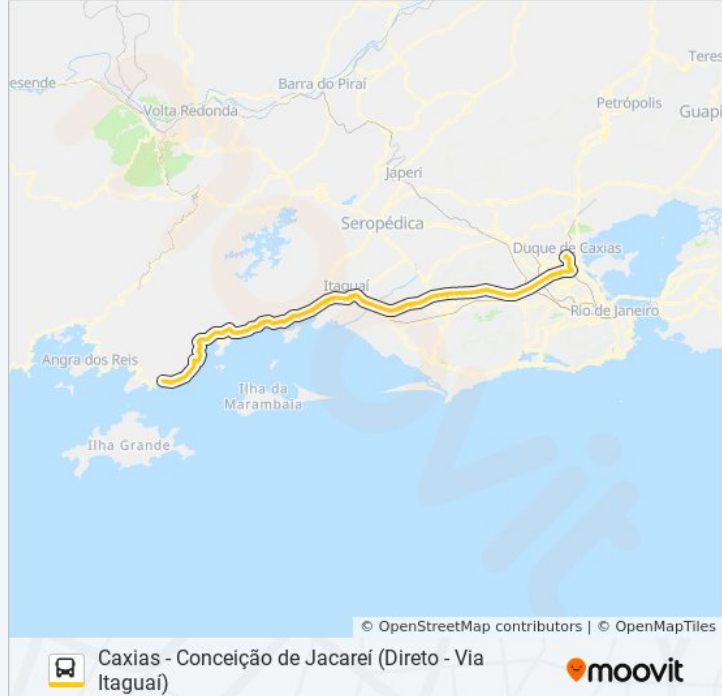 esende
Barra do Piraí
Teres
Volta Redonda
Petrópolis
Guapi
Japeri
Seropédica
Duque de Caxias
Itaguaí
Rio de Janeiro
Angra dos Reis
Ilha da
Marambaia
Ilha Grande
moovit
© OpenStreetMap contributors | © OpenMapTiles
Caxias - Conceição de Jacareí (Direto - Via
Itaguaí)
moovit